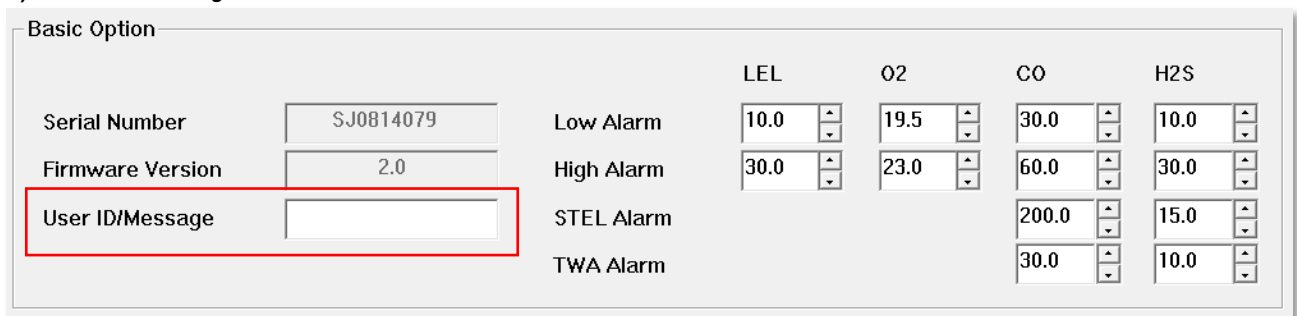 Basic Option
LEL O2 CO H2S
Serial Number SJ0814079 Low Alarm 10.0 19.5 30.0 10.0
Firmware Version 2.0 High Alarm 30.0 23.0 60.0 30.0
User ID/Message STEL Alarm 200.0 15.0
TWA Alarm 30.0 10.0